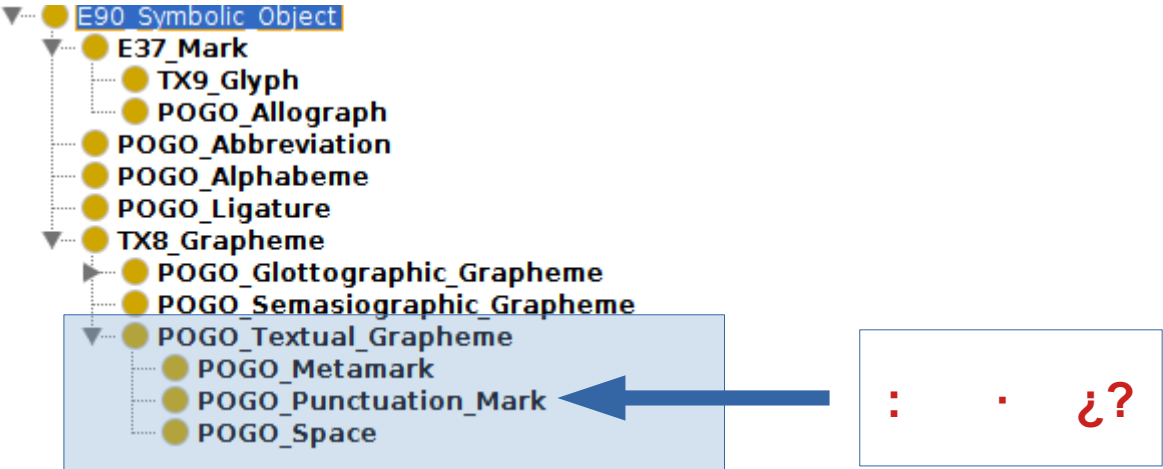 E90_Symbolic_Object
E37_Mark
TX9_Glyph
POGO_Allograph
POGO_Abbreviation
POGO_Alphabeme
POGO_Ligature
TX8_Grapheme
POGO_Glottographic_Grapheme
POGO_Semasiographic_Grapheme
POGO_Textual_Grapheme
POGO_Metamark
POGO_Punctuation_Mark
: · ¿?
POGO_Space